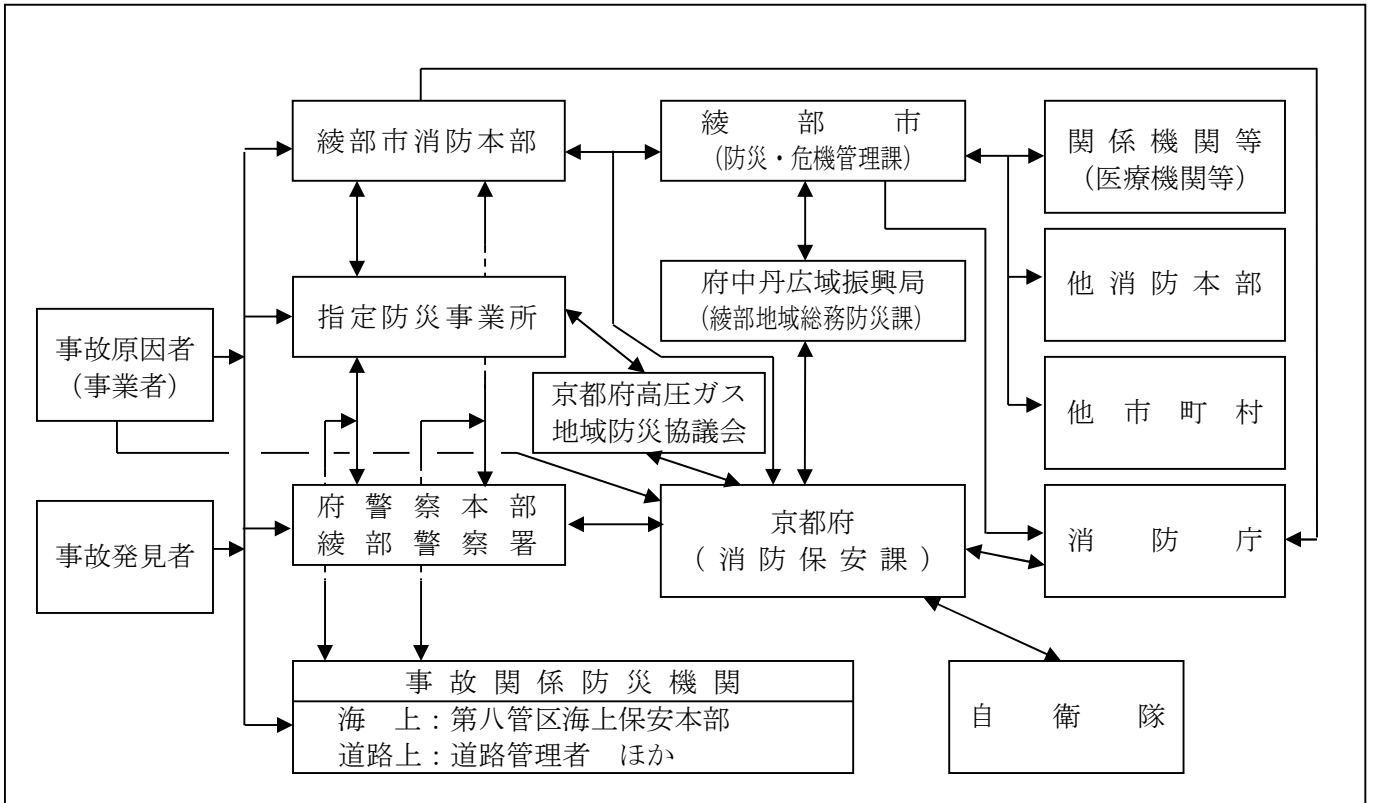 綾部市消防本部
綾部市
(防災・危機管理課)
関係機関等
(医療機関等)
府中丹広域振興局
(綾部地域総務防災課)
他消防本部
指定防災事業所
事故原因者
(事業者)
京都府高圧ガス
地域防災協議会
他市町村
府警察本部
綾部警察署
京都府
(消防保安課)
消防庁
事故発見者
事故関係防災機関
海　上：第八管区海上保安本部
道路上：道路管理者　ほか
自衛隊